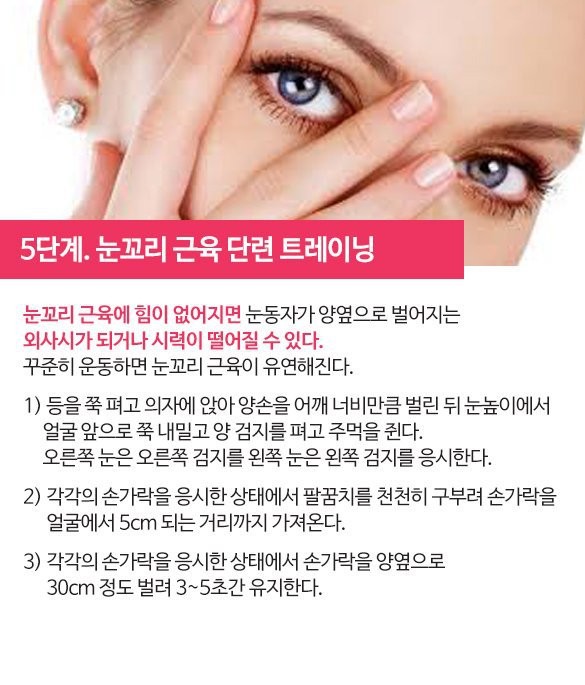 5단계. 눈꼬리 근육 단련 트레이닝
눈꼬리 근육에 힘이 없어지면 눈동자가 양옆으로 벌어지는
외사시가 되거나 시력이 떨어질 수 있다.
꾸준히 운동하면 눈꼬리 근육이 유연해진다.
1) 등을 쭉 펴고 의자에 앉아 양손을 어깨 너비만큼 벌린 뒤 눈높이에서
얼굴 앞으로 쭉 내밀고 양 검지를 펴고 주먹을 쥔다.
오른쪽 눈은 오른쪽 검지를 왼쪽 눈은 왼쪽 검지를 응시한다.
2) 각각의 손가락을 응시한 상태에서 팔꿈치를 천천히 구부려 손가락을
얼굴에서 5cm 되는 거리까지 가져온다.
3) 각각의 손가락을 응시한 상태에서 손가락을 양옆으로
30cm 정도 벌려 3~5초간 유지한다.